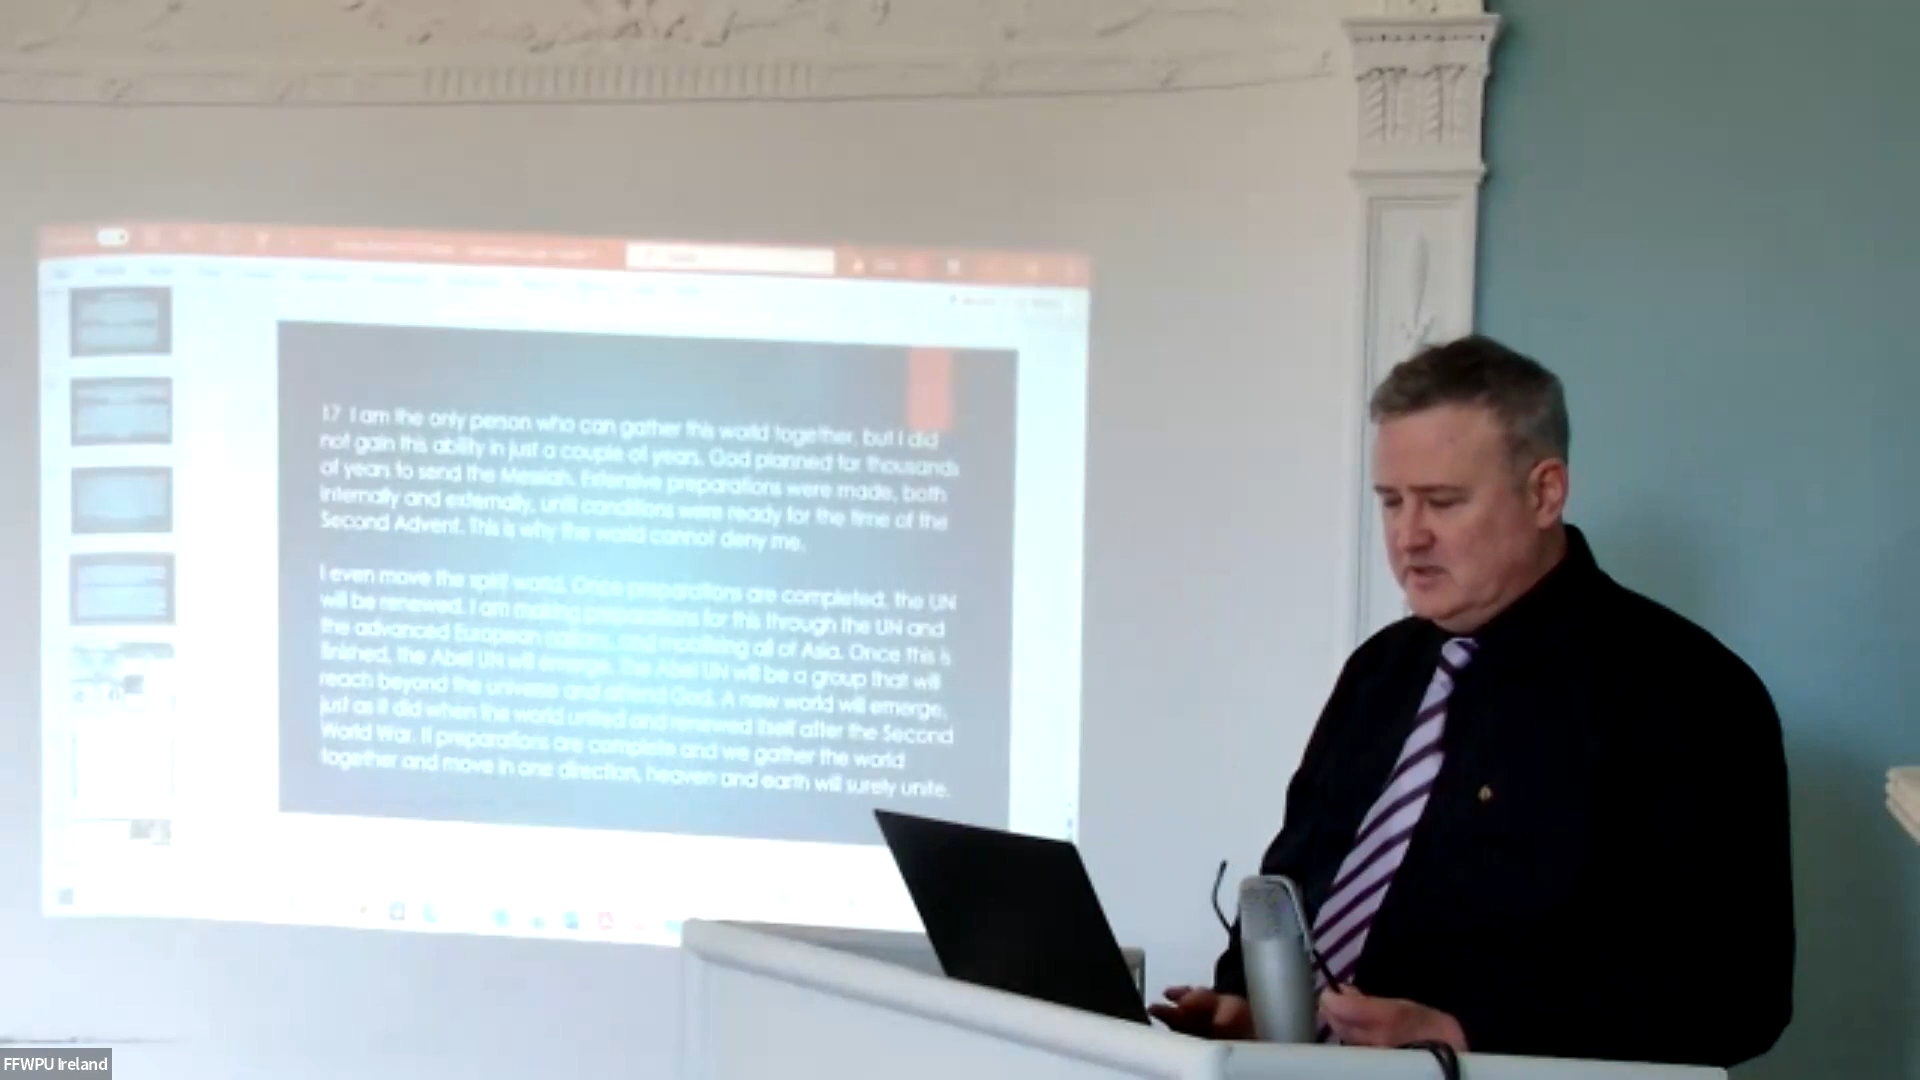 17 I am the only person who can gather this world together, but I did
not gain this ability in just a couple of years. God planned for thousands
of years to send the Messiah. Extensive preparations were made, both
internally and externally, until conditions were ready for the time of the
Second Advent. This is why the world cannot deny me.
I even move the spirit world. Once preparations are completed, the UN
will be renewed. I am making preparations for this through the UN and
the advanced European nations, and mobilizing all of Asia. Once this is
finished, the Abel UN will emerge. The Abel UN will be a group that will
reach beyond the universe and attend God. A new world will emerge,
just as it did when the world united and renewed itself after the Second
World War. If preparations are complete and we gather the world
together and move in one direction, heaven and earth will surely unite.
FFWPU Ireland